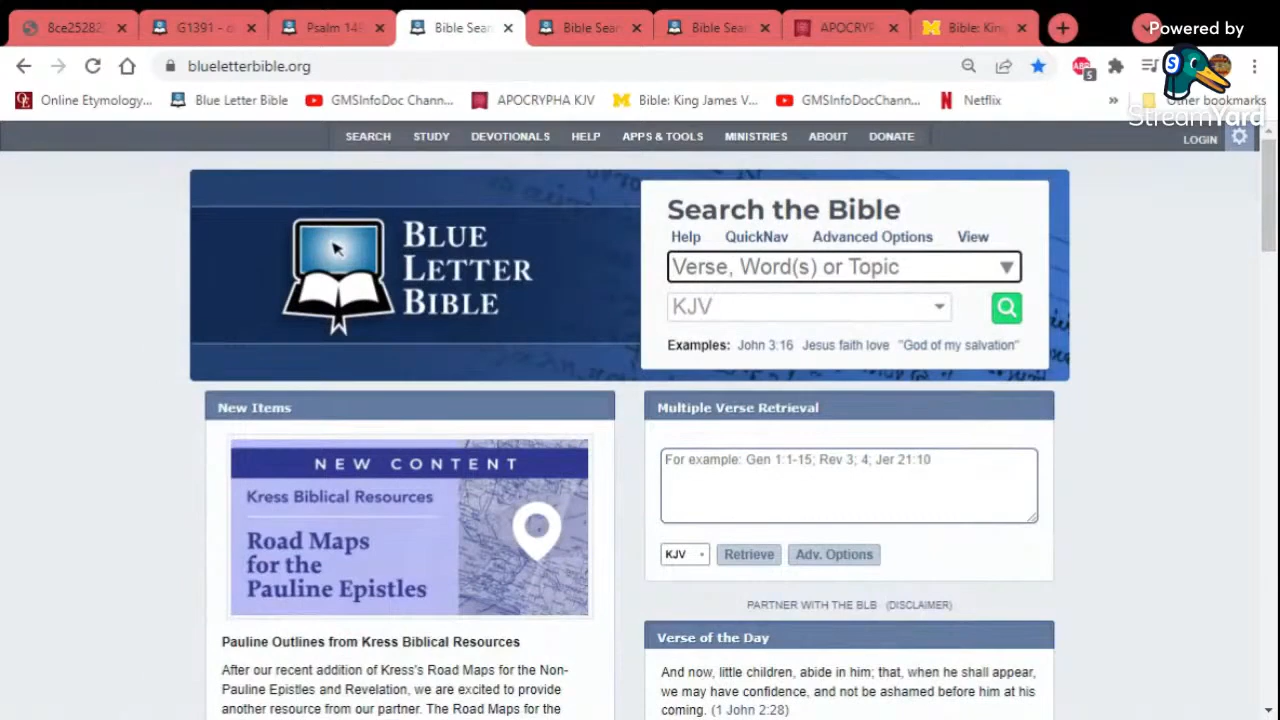 8ce25282
G1391 - 
Psalm 14
Bible Sear
Bible Sear
Bible Sear
APOCRYP
Bible: Kin
Powered by
blueletterbible.org
ABP
5
S
Online Etymology...
Blue Letter Bible
GMSInfoDoc Chann...
APOCRYPHA KJV
Bible: King James V...
GMSInfoDocChann...
Netflix
»
Other bookmarks
StreamYard
SEARCH STUDY DEVOTIONALS HELP APPS & TOOLS MINISTRIES ABOUT DONATE
LOGIN
BLUE
LETTER
BIBLE
Search the Bible
Help QuickNav Advanced Options View
Verse, Word(s) or Topic
KJV
Examples: John 3:16 Jesus faith love "God of my salvation"
New Items
NEW CONTENT
Kress Biblical Resources
Road Maps
for the
Pauline Epistles
Pauline Outlines from Kress Biblical Resources
After our recent addition of Kress's Road Maps for the Non-
Pauline Epistles and Revelation, we are excited to provide
another resource from our partner. The Road Maps for the
Multiple Verse Retrieval
For example: Gen 1:1-15; Rev 3; 4; Jer 21:10
KJV
Retrieve
Adv. Options
PARTNER WITH THE BLB (DISCLAIMER)
Verse of the Day
And now, little children, abide in him; that, when he shall appear,
we may have confidence, and not be ashamed before him at his
coming. (1 John 2:28)